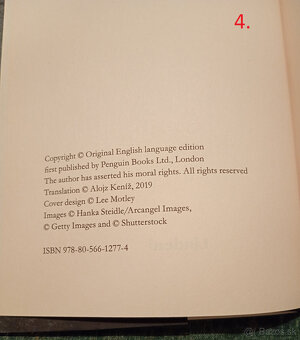 4.
Copyright © Original English language edition
first published by Penguin Books Ltd., London
The author has asserted his moral rights. All rights reserved
Translation © Alojz Keníž, 2019
Cover design © Lee Motley
Images © Hanka Steidle/Arcangel Images,
© Getty Images and © Shutterstock
ISBN 978-80-566-1277-4
Bazos.sk